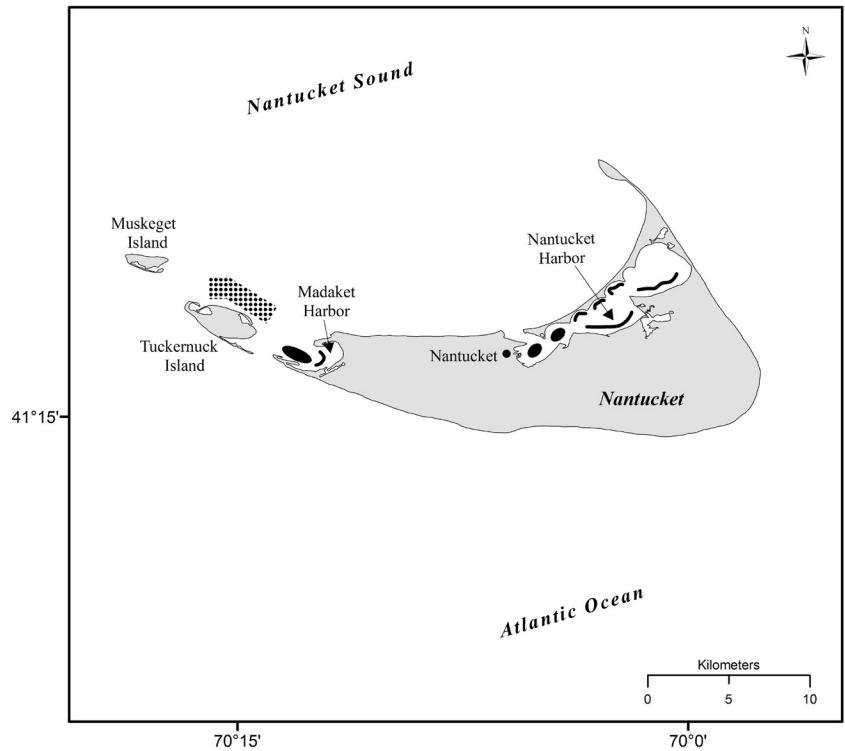 N
Nantucket Sound
Muskeget
Island
Nantucket
Harbor
Madaket
Harbor
Tuckernuck
Island
Nantucket
Nantucket
41°15'
Atlantic Ocean
Kilometers
0 5 10
70°15'
70°0'